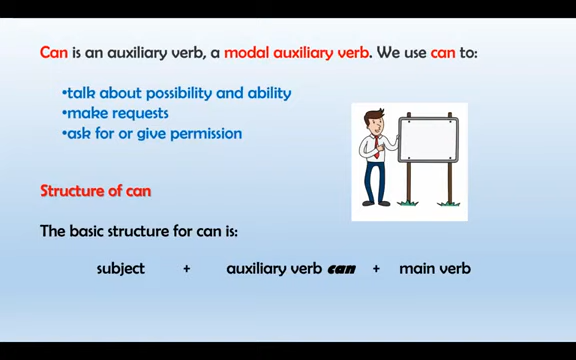 Can is an auxiliary verb, a modal auxiliary verb. We use can to:
•talk about possibility and ability
•make requests
•ask for or give permission
Structure of can
The basic structure for can is:
subject + auxiliary verb can + main verb